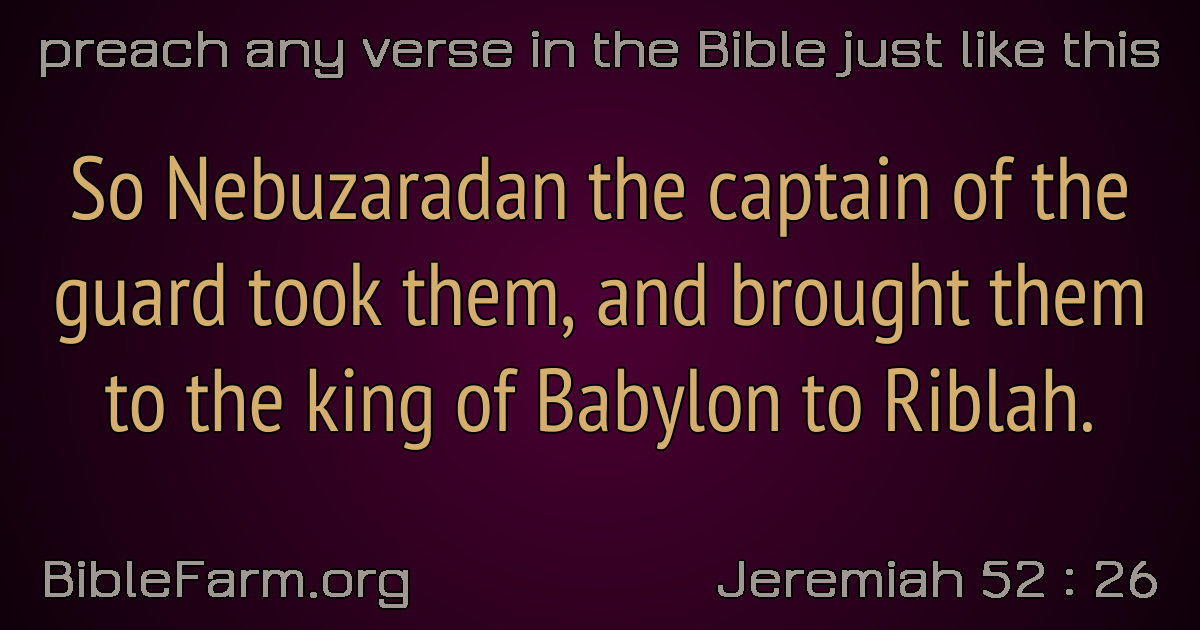 preach any verse in the Bible just like this
So Nebuzaradan the captain of the
guard took them, and brought them
to the king of Babylon to Riblah.
BibleFarm.org
Jeremiah 52 : 26